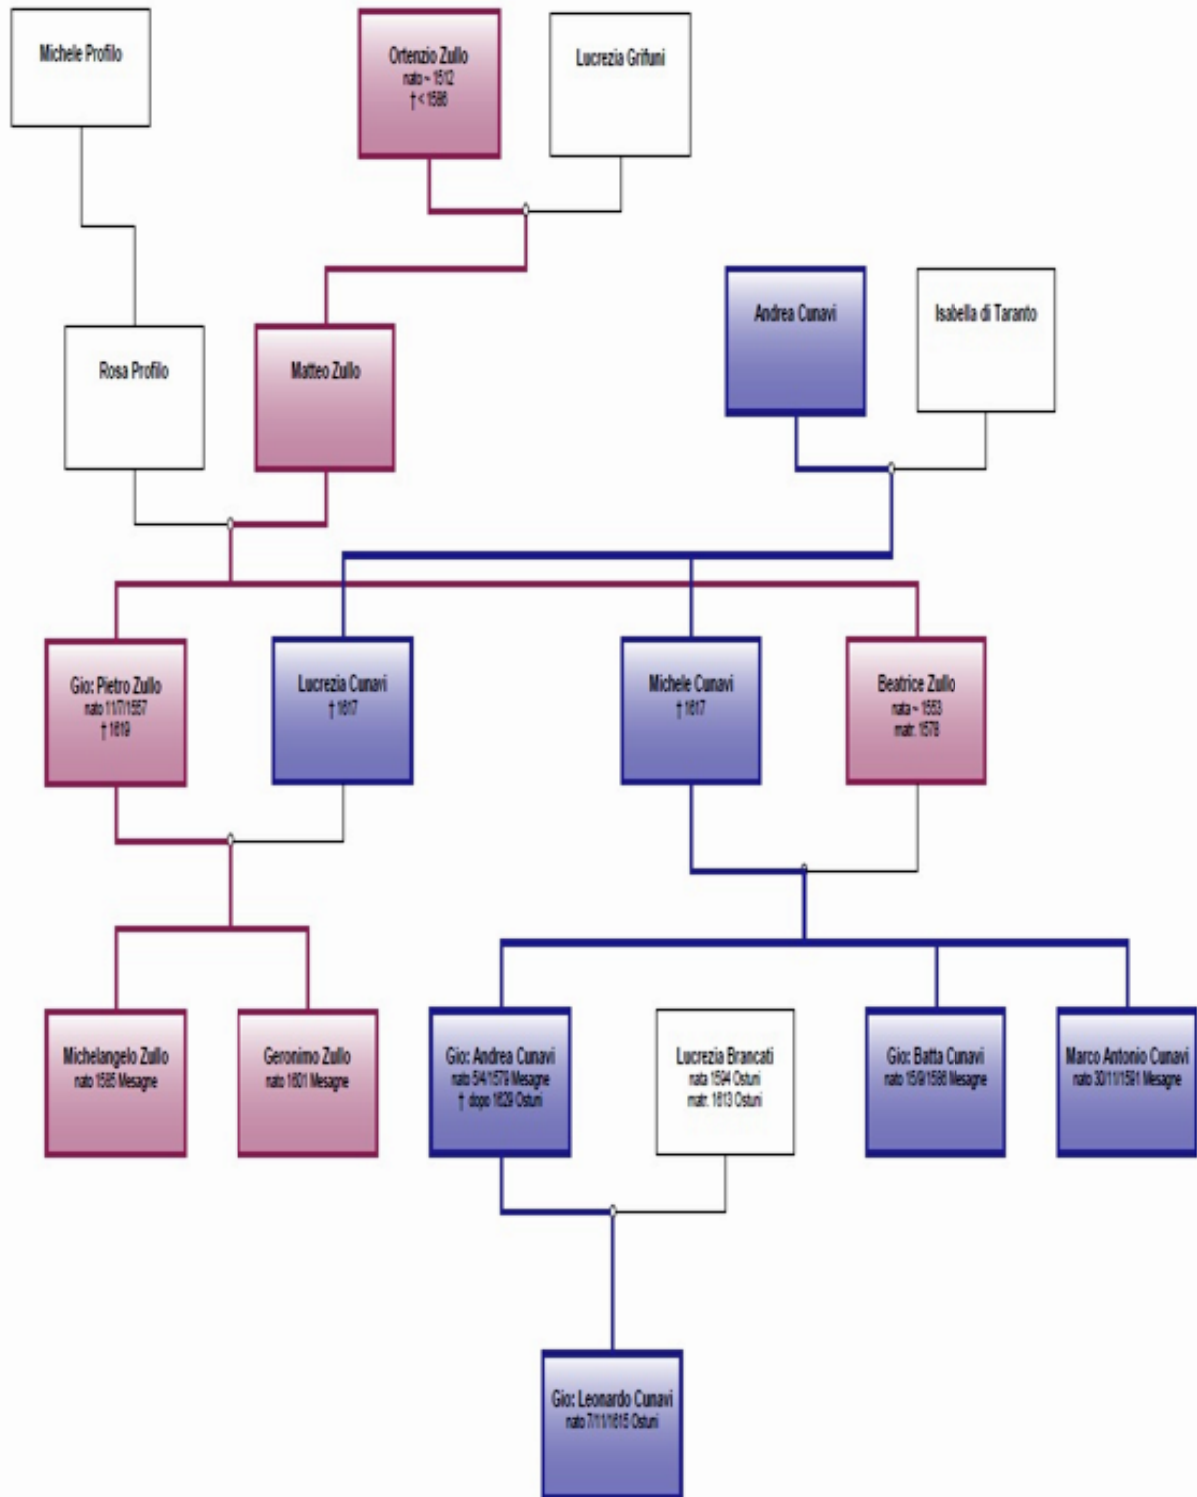 Michele Profilo
Ortenzio Zullo
nato ~ 1512
† < 1586
Lucrezia Grifuni
Rosa Profilo
Matteo Zullo
Andrea Cunavi
Isabella di Taranto
Gio: Pietro Zullo
nato 11/7/1557
† 1619
Lucrezia Cunavi
† 1617
Michele Cunavi
† 1617
Beatrice Zullo
nata ~ 1553
matr. 1578
Michelangelo Zullo
nato 1585 Mesagne
Geronimo Zullo
nato 1601 Mesagne
Gio: Andrea Cunavi
nato 5/4/1579 Mesagne
† dopo 1629 Ostuni
Lucrezia Brancati
nata 1594 Ostuni
matr. 1613 Ostuni
Gio: Batta Cunavi
nato 15/9/1586 Mesagne
Marco Antonio Cunavi
nato 30/11/1591 Mesagne
Gio: Leonardo Cunavi
nato 7/11/1615 Ostuni